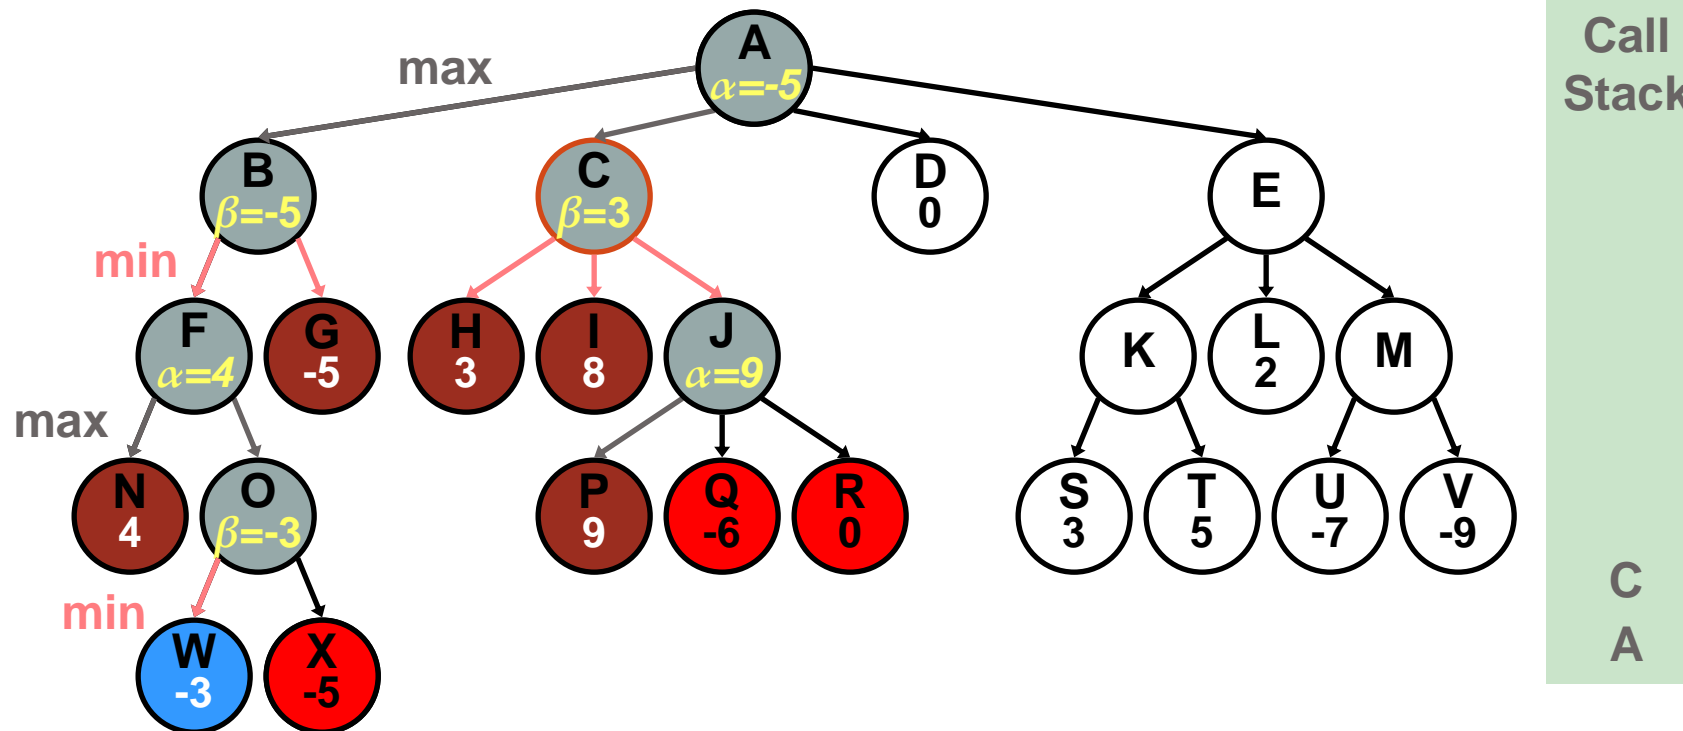 Call
Stack
A
α=-5
max
B
β=-5
C
β=3
D
0
E
min
F
α=4
G
-5
H
3
I
8
J
α=9
K
L
2
M
max
N
4
O
β=-3
P
9
Q
-6
R
0
S
3
T
5
U
-7
V
-9
C
A
min
W
-3
X
-5